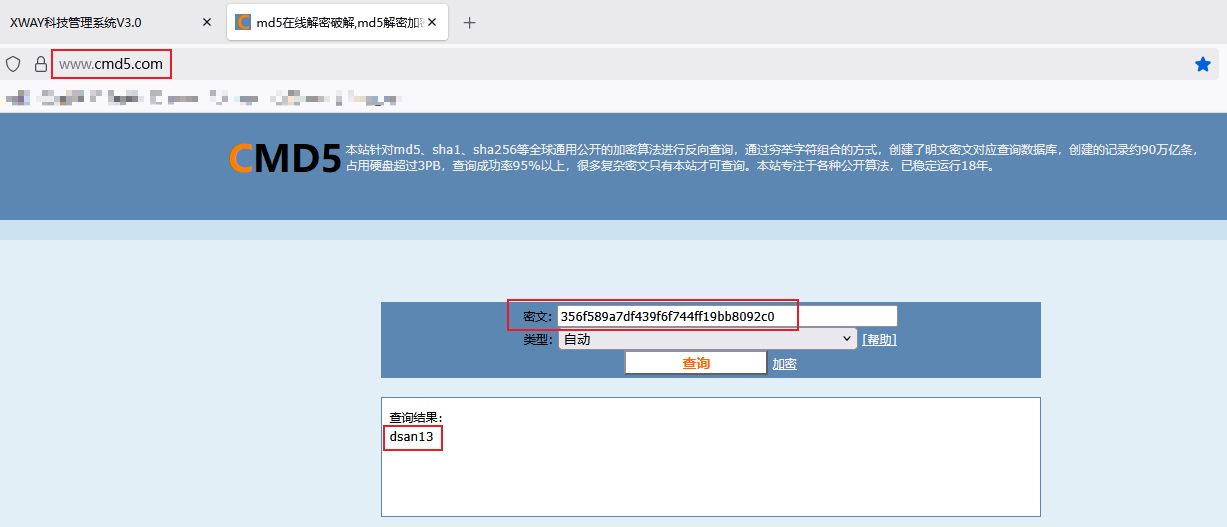 XWAY科技管理系统V3.0
md5在线解密破解,md5解密加密
www.cmd5.com
CMD5
本站针对md5、sha1、sha256等全球通用公开的加密算法进行反向查询，通过穷举字符组合的方式，创建了明文密文对应查询数据库，创建的记录约90万亿条，
占用硬盘超过3PB，查询成功率95%以上，很多复杂密文只有本站才可查询。本站专注于各种公开算法，已稳定运行18年。
密文: 356f589a7df439f6f744ff19bb8092c0
类型: 自动 [帮助]
查询 加密
查询结果:
dsan13